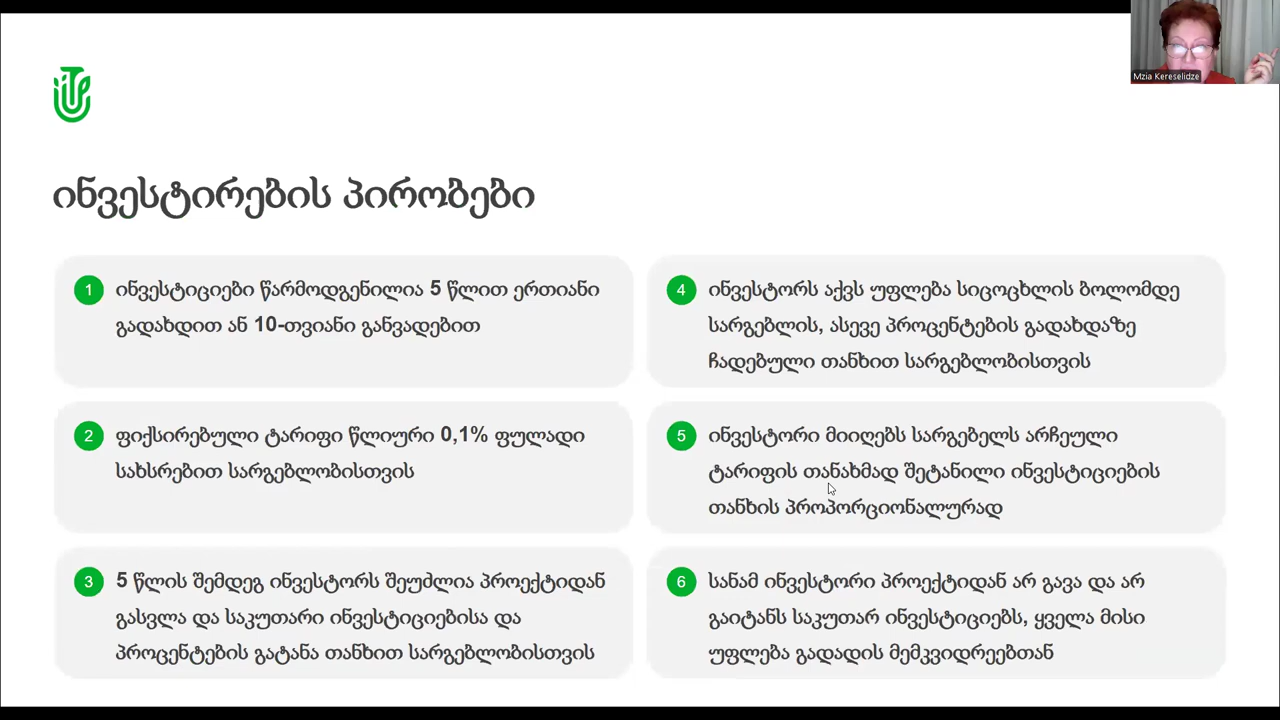 Mzia Kereselidze
ინვესტირების პირობები
1
ინვესტიციები წარმოდგენილია 5 წლით ერთიანი
გადახდით ან 10-თვიანი განვადებით
2
ფიქსირებული ტარიფი წლიური 0,1% ფულადი
სახსრებით სარგებლობისთვის
3
5 წლის შემდეგ ინვესტორს შეუძლია პროექტიდან
გასვლა და საკუთარი ინვესტიციებისა და
პროცენტების გატანა თანხით სარგებლობისთვის
4
ინვესტორს აქვს უფლება სიცოცხლის ბოლომდე
სარგებლის, ასევე პროცენტების გადახდაზე
ჩადებული თანხით სარგებლობისთვის
5
ინვესტორი მიიღებს სარგებელს არჩეული
ტარიფის თანახმად შეტანილი ინვესტიციების
თანხის პროპორციონალურად
6
სანამ ინვესტორი პროექტიდან არ გავა და არ
გაიტანს საკუთარ ინვესტიციებს, ყველა მისი
უფლება გადადის მემკვიდრეებთან